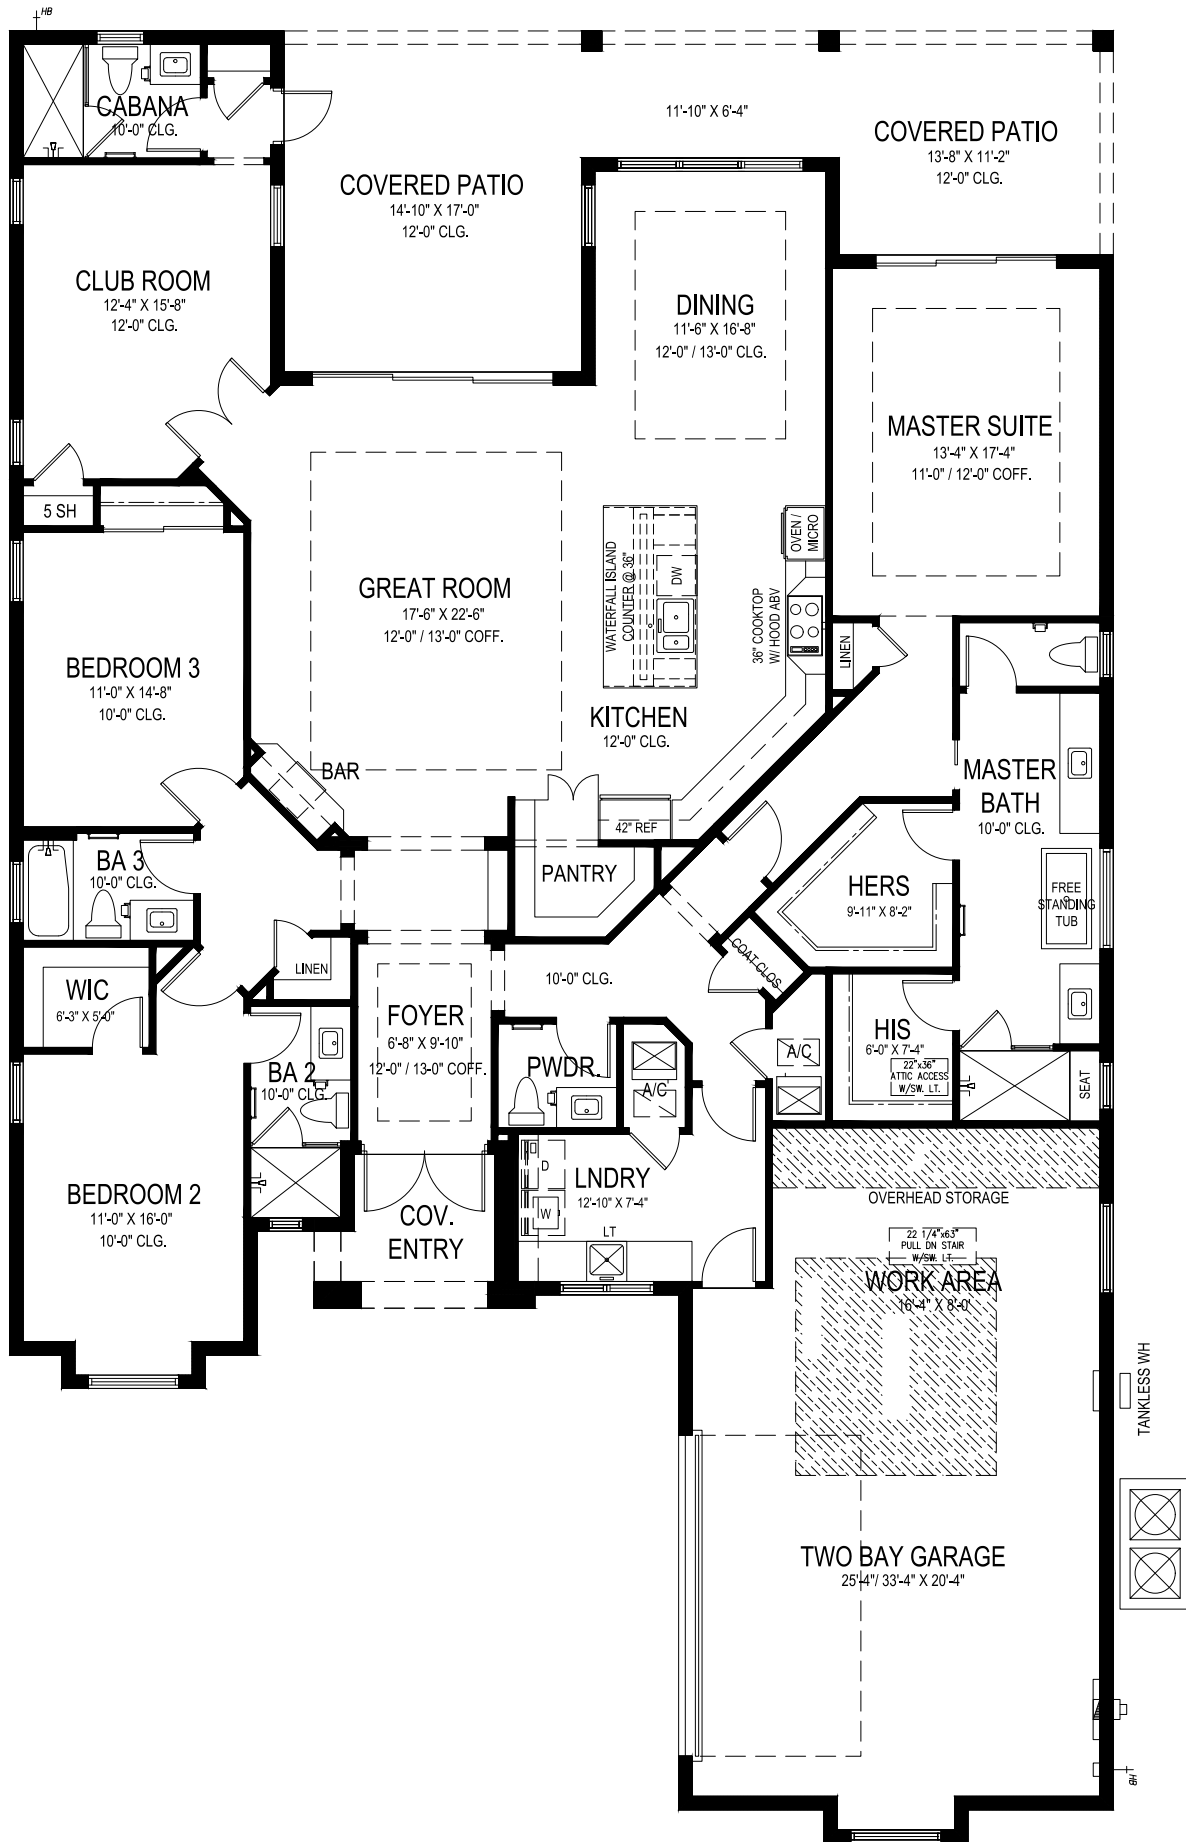 HB
CABANA
10'-0" CLG.
11'-10" X 6'-4"
COVERED PATIO
13'-8" X 11'-2"
12'-0" CLG.
COVERED PATIO
14'-10" X 17'-0"
12'-0" CLG.
CLUB ROOM
12'-4" X 15'-8"
12'-0" CLG.
DINING
11'-6" X 16'-8"
12'-0" / 13'-0" CLG.
MASTER SUITE
13'-4" X 17'-4"
11'-0" / 12'-0" COFF.
5 SH
OVEN /
MICRO
WATERFALL ISLAND
COUNTER @ 36"
DW
GREAT ROOM
17'-6" X 22'-6"
12'-0" / 13'-0" COFF.
36" COOKTOP
W/ HOOD ABV
LINEN
BEDROOM 3
11'-0" X 14'-8"
10'-0" CLG.
KITCHEN
12'-0" CLG.
BAR
MASTER
BATH
10'-0" CLG.
42" REF
BA 3
10'-0" CLG.
PANTRY
HERS
9'-11" X 8'-2"
FREE
STANDING
TUB
WIC
6'-3" X 5'-0"
LINEN
10'-0" CLG.
COAT CLOS
FOYER
6'-8" X 9'-10"
12'-0" / 13-0" COFF.
HIS
6'-0" X 7'-4"
22"x36"
ATTIC ACCESS
W/SW. LT.
A/C
BA 2
10'-0" CLG.
PWDR.
A/C
SEAT
BEDROOM 2
11'-0" X 16'-0"
10'-0" CLG.
COV.
ENTRY
D
W
LNDRY
12'-10" X 7'-4"
LT
OVERHEAD STORAGE
22 1/4"x63"
PULL DN STAIR
W/SW. LT.
WORK AREA
16'-4" X 8'-0'
TANKLESS WH
TWO BAY GARAGE
25'-4"/ 33'-4" X 20'-4"
HB